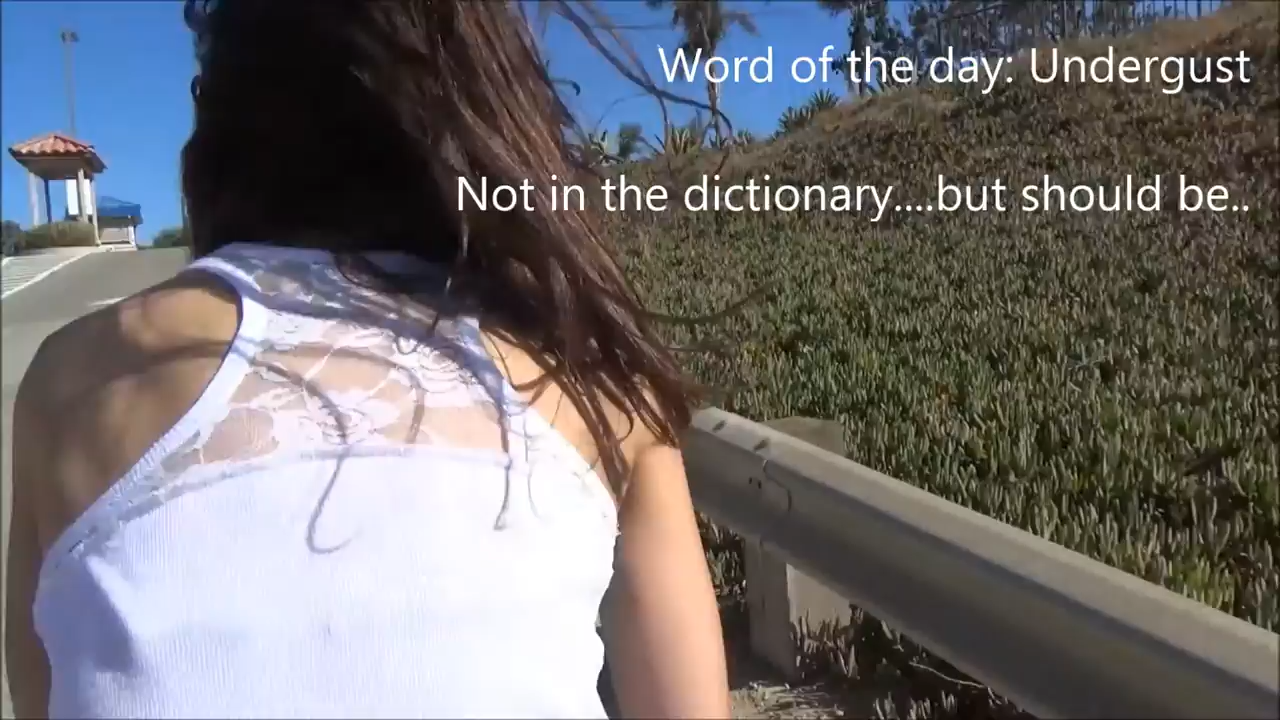 Word of the day: Undergust
Not in the dictionary....but should be..